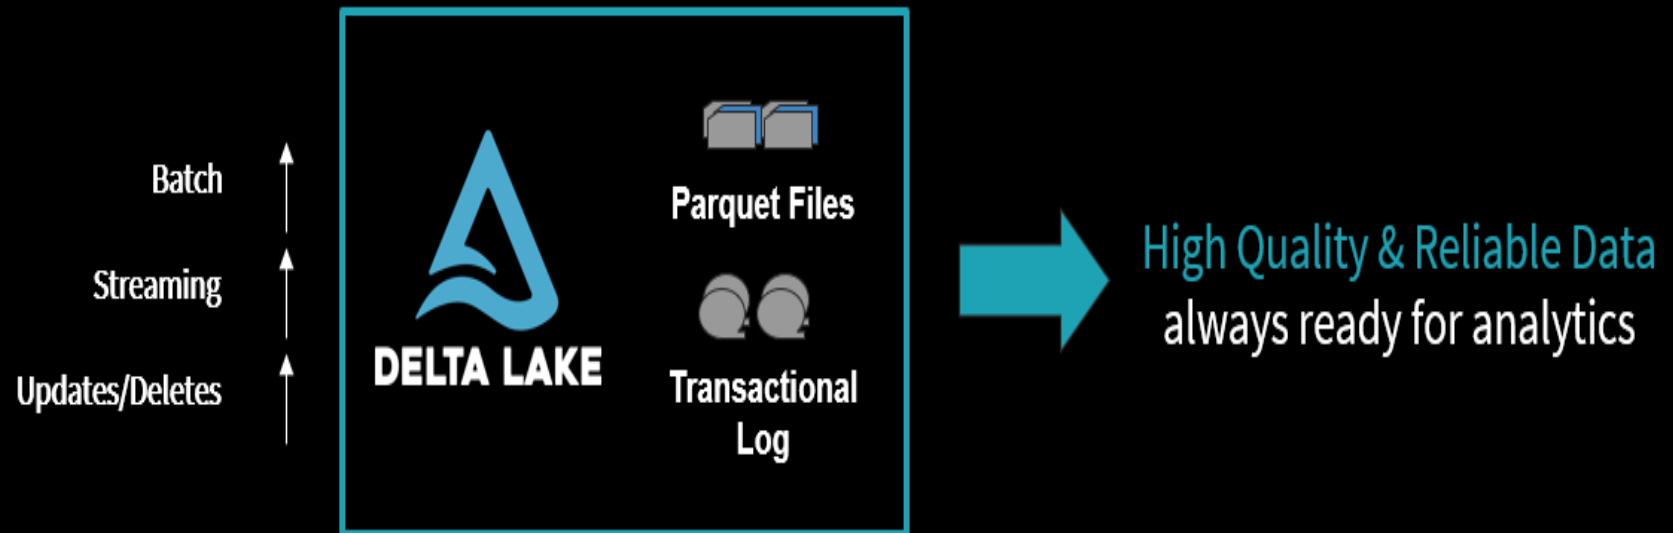 Batch
Streaming
Updates/Deletes
DELTA LAKE
Parquet Files
Transactional
Log
High Quality & Reliable Data
always ready for analytics